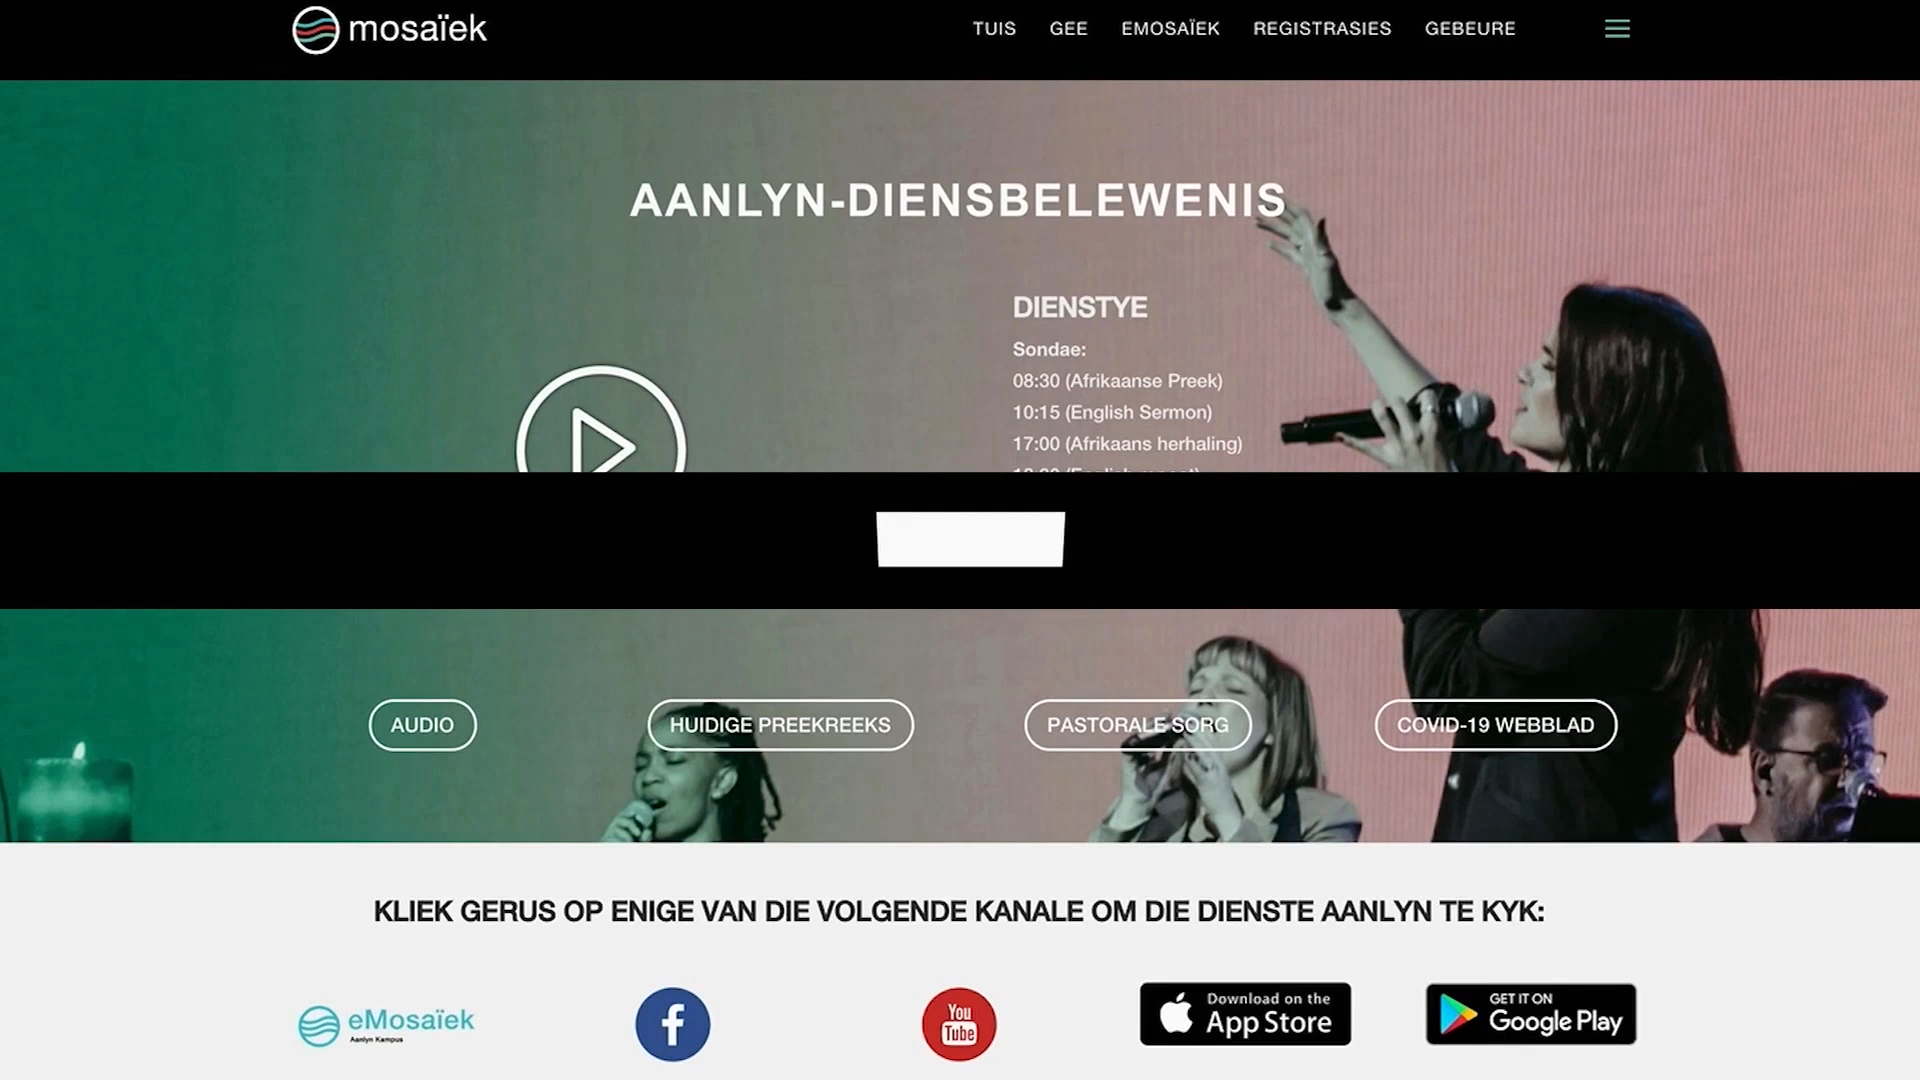 mosaïek
TUIS GEE EMOSAÏEK REGISTRASIES GEBEURE
AANLYN-DIENSBELEWENIS
DIENSTYE
Sondae:
08:30 (Afrikaanse Preek)
10:15 (English Sermon)
17:00 (Afrikaans herhaling)
AUDIO
HUIDIGE PREEKREEKS
PASTORALE SORG
COVID-19 WEBBLAD
KLIEK GERUS OP ENIGE VAN DIE VOLGENDE KANALE OM DIE DIENSTE AANLYN TE KYK:
eMosaïek
Aanlyn Kampus
f
You
Tube
Download on the
App Store
GET IT ON
Google Play